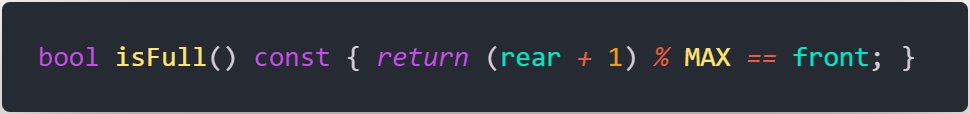 bool isFull() const { return (rear + 1) % MAX == front; }